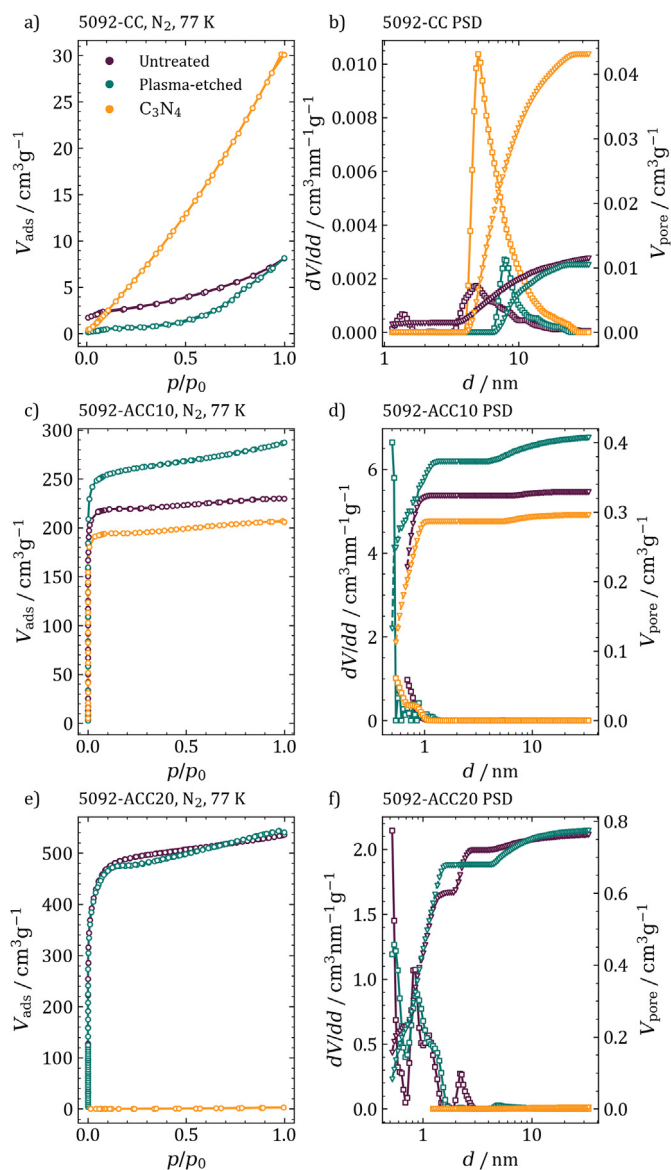 a) 5092-CC, N₂, 77 K
30
25
20
15
10
5
0
V_ads / cm³g⁻¹
Untreated
Plasma-etched
C₃N₄
0.0 0.5 1.0
p/p₀
b) 5092-CC PSD
0.010
0.008
0.006
0.004
0.002
0.000
dV/dd / cm³nm⁻¹g⁻¹
0.04
0.03
0.02
0.01
0.00
V_pore / cm³g⁻¹
1 10
d / nm
c) 5092-ACC10, N₂, 77 K
300
250
200
150
100
50
0
V_ads / cm³g⁻¹
0.0 0.5 1.0
p/p₀
d) 5092-ACC10 PSD
6
4
2
0
dV/dd / cm³nm⁻¹g⁻¹
0.4
0.3
0.2
0.1
0.0
V_pore / cm³g⁻¹
1 10
d / nm
e) 5092-ACC20, N₂, 77 K
500
400
300
200
100
0
V_ads / cm³g⁻¹
0.0 0.5 1.0
p/p₀
f) 5092-ACC20 PSD
2.0
1.5
1.0
0.5
0.0
dV/dd / cm³nm⁻¹g⁻¹
0.8
0.6
0.4
0.2
0.0
V_pore / cm³g⁻¹
1 10
d / nm